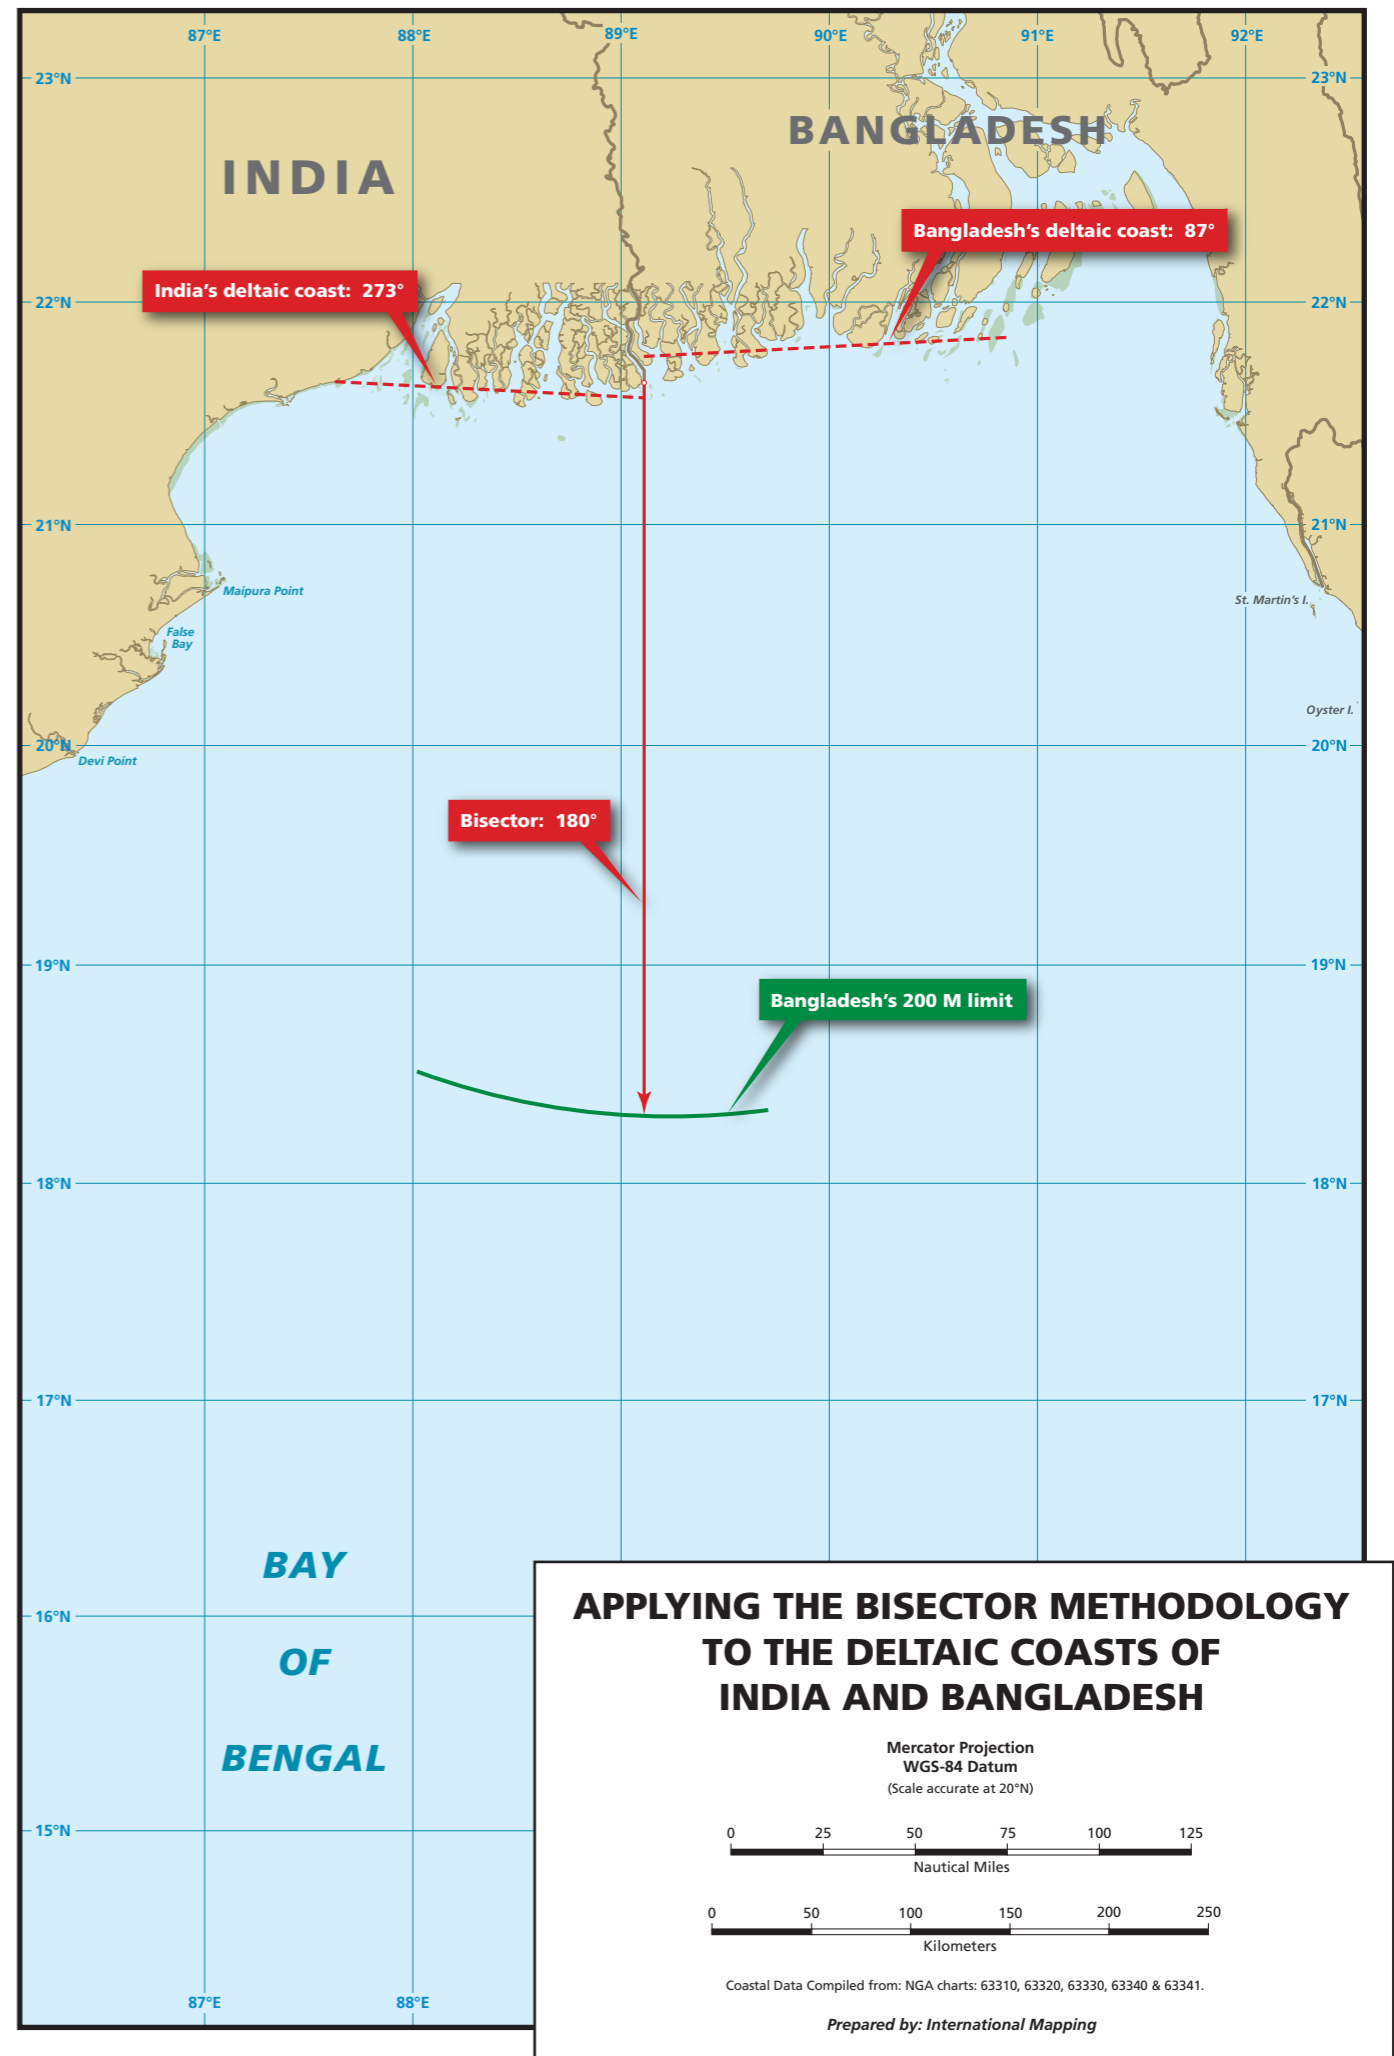 87°E 88°E 89°E 90°E 91°E 92°E
23°N 23°N
BANGLADESH
INDIA
Bangladesh's deltaic coast: 87°
India's deltaic coast: 273°
22°N 22°N
21°N 21°N
Maipura Point
St. Martin's I.
False
Bay
Oyster I.
20°N 20°N
Devi Point
Bisector: 180°
19°N 19°N
Bangladesh's 200 M limit
18°N 18°N
17°N 17°N
BAY
16°N
OF
BENGAL
15°N
87°E 88°E
APPLYING THE BISECTOR METHODOLOGY
TO THE DELTAIC COASTS OF
INDIA AND BANGLADESH
Mercator Projection
WGS-84 Datum
(Scale accurate at 20°N)
0 25 50 75 100 125
Nautical Miles
0 50 100 150 200 250
Kilometers
Coastal Data Compiled from: NGA charts: 63310, 63320, 63330, 63340 & 63341.
Prepared by: International Mapping